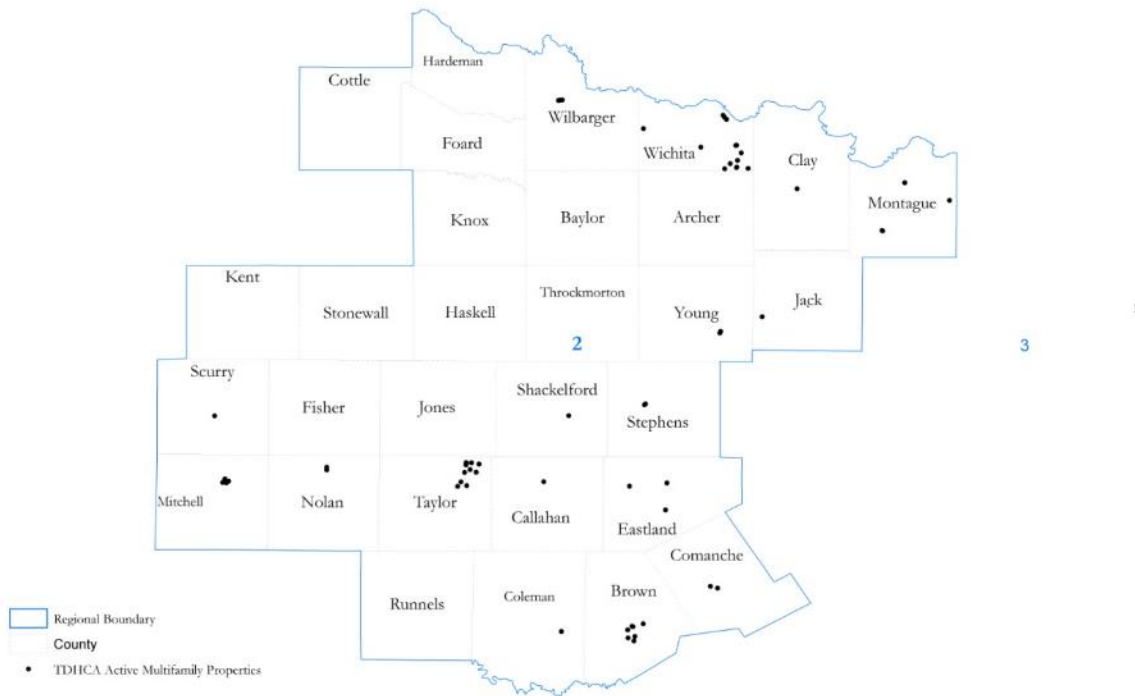 Hardeman
Cottle
Wilbarger
Foard
Wichita
Clay
Montague
Knox
Baylor
Archer
Kent
Throckmorton
Jack
Stonewall
Haskell
Young
2
3
Scurry
Shackelford
Fisher
Jones
Stephens
Mitchell
Nolan
Taylor
Callahan
Eastland
Comanche
Brown
Coleman
Runnels
Regional Boundary
County
TDHCA Active Multifamily Properties